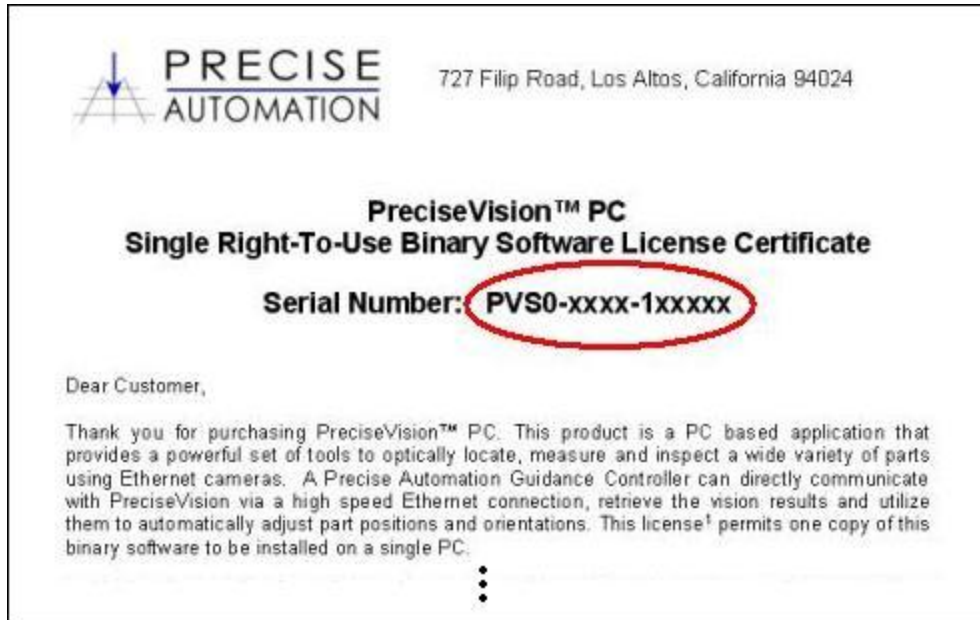 PRECISE
AUTOMATION
727 Filip Road, Los Altos, California 94024
PreciseVision™ PC
Single Right-To-Use Binary Software License Certificate
Serial Number: PVS0-xxxx-1xxxxx
Dear Customer,
Thank you for purchasing PreciseVision™ PC. This product is a PC based application that
provides a powerful set of tools to optically locate, measure and inspect a wide variety of parts
using Ethernet cameras. A Precise Automation Guidance Controller can directly communicate
with PreciseVision via a high speed Ethernet connection, retrieve the vision results and utilize
them to automatically adjust part positions and orientations. This license¹ permits one copy of this
binary software to be installed on a single PC.